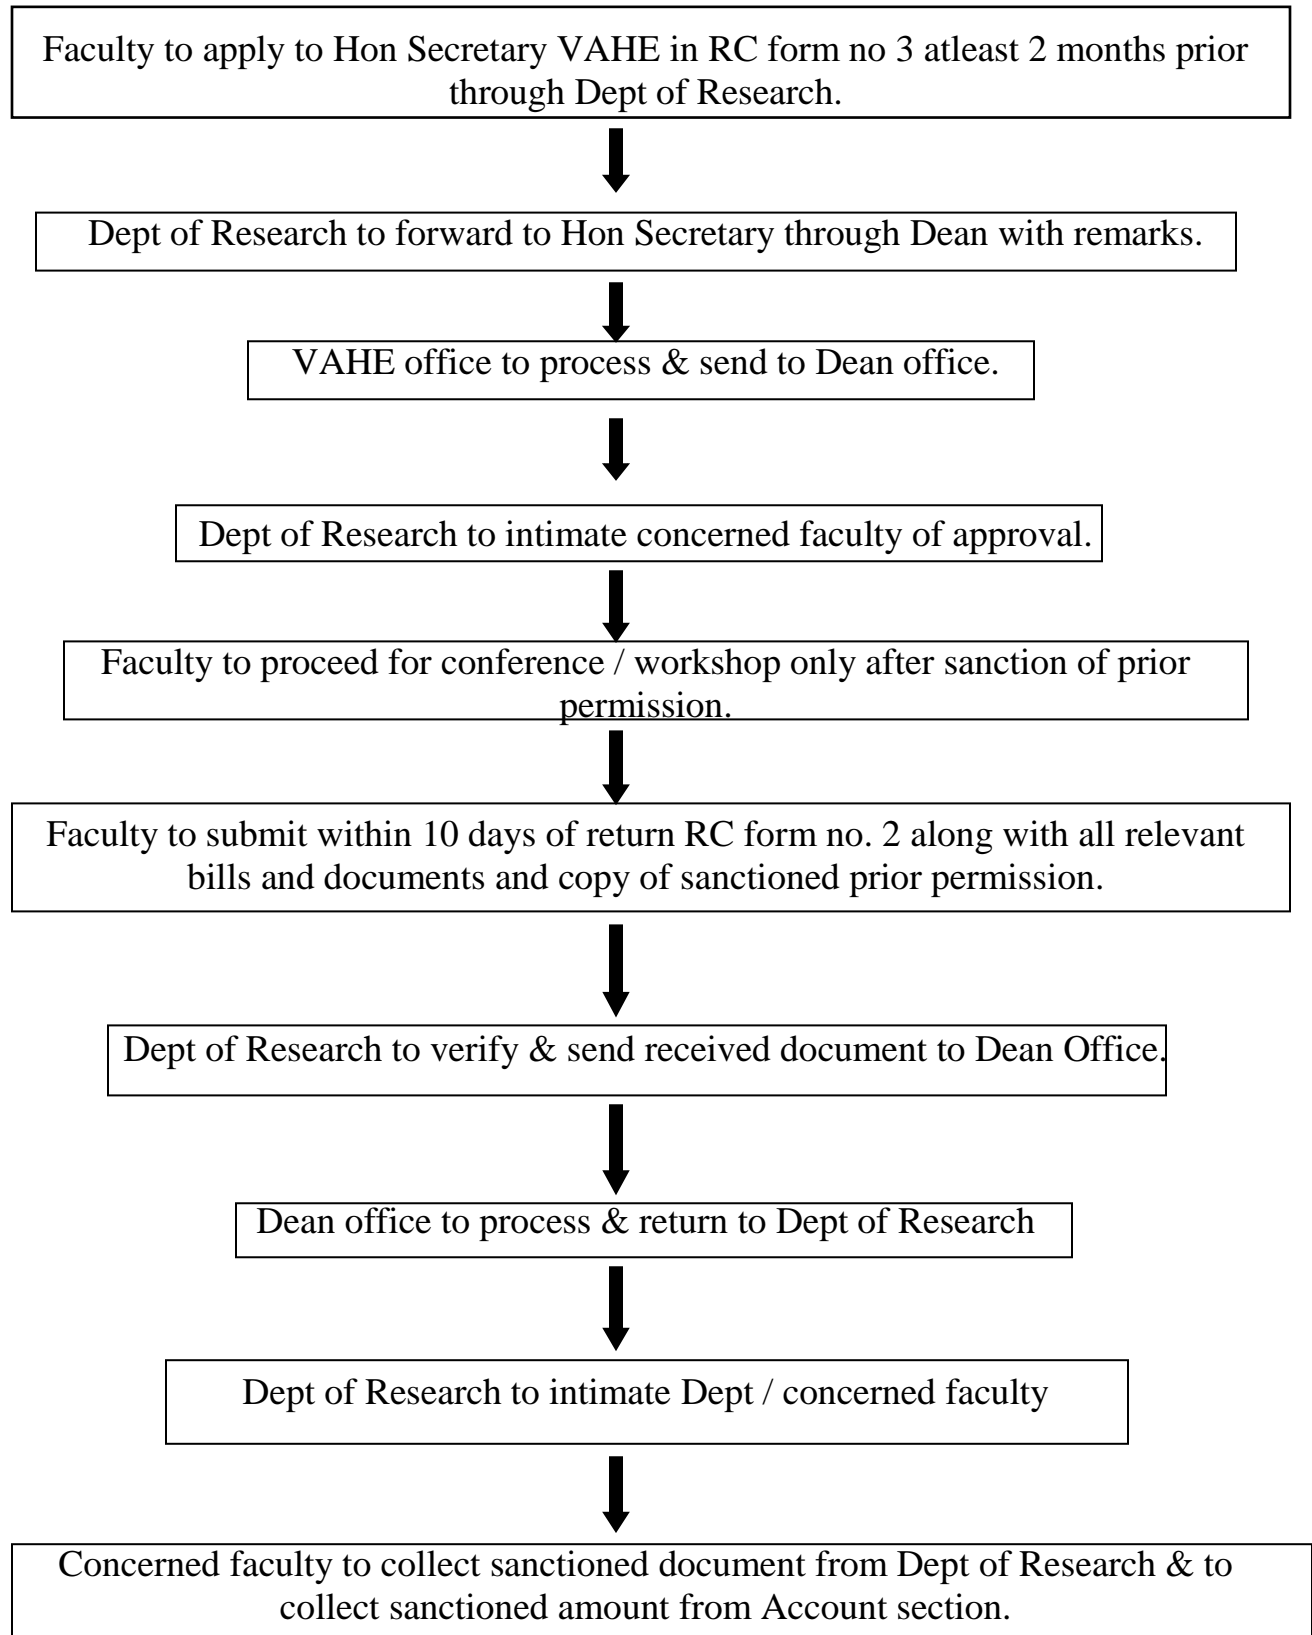 Faculty to apply to Hon Secretary VAHE in RC form no 3 atleast 2 months prior
through Dept of Research.
Dept of Research to forward to Hon Secretary through Dean with remarks.
VAHE office to process & send to Dean office.
Dept of Research to intimate concerned faculty of approval.
Faculty to proceed for conference / workshop only after sanction of prior
permission.
Faculty to submit within 10 days of return RC form no. 2 along with all relevant
bills and documents and copy of sanctioned prior permission.
Dept of Research to verify & send received document to Dean Office.
Dean office to process & return to Dept of Research
Dept of Research to intimate Dept / concerned faculty
Concerned faculty to collect sanctioned document from Dept of Research & to
collect sanctioned amount from Account section.